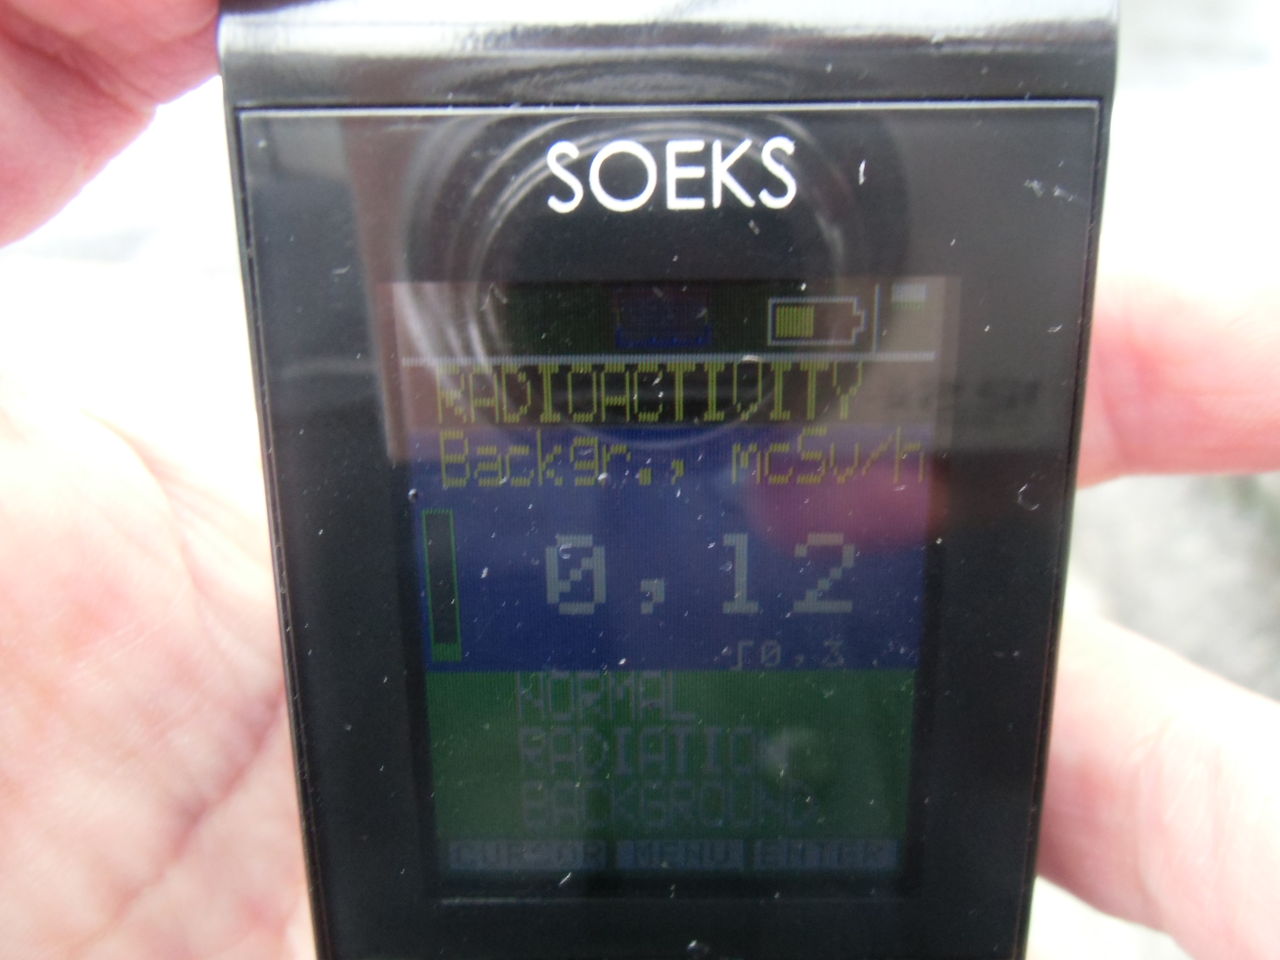 SOEKS
RADIOACTIVITY
Backgr., mcSv/h
0,12
0,3
NORMAL
RADIATION
BACKGROUND
CURSOR MENU ENTER